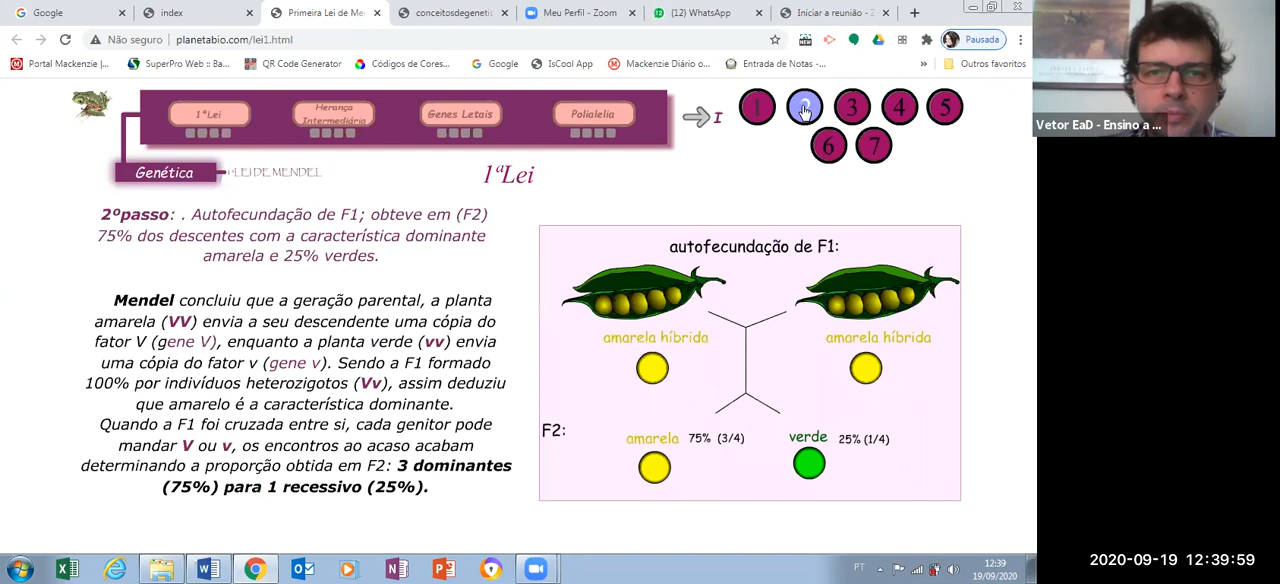 Google
index
Primeira Lei de Me
conceitosdegenetic
Meu Perfil - Zoom
(12) WhatsApp
Iniciar a reunião - Z
Não seguro
planetabio.com/lei1.html
Pausada
Portal Mackenzie |...
SuperPro Web :: Ba...
QR Code Generator
Códigos de Cores...
Google
IsCool App
Mackenzie Diário o...
Entrada de Notas -...
»
Outros favoritos
1ªLei
Herança
Intermediário
Genes Letais
Polialelia
I
1
2
3
4
5
6
7
Genética
1ª LEI DE MENDEL
1ªLei
2ºpasso: . Autofecundação de F1; obteve em (F2)
75% dos descentes com a característica dominante
amarela e 25% verdes.
Mendel concluiu que a geração parental, a planta
amarela (VV) envia a seu descendente uma cópia do
fator V (gene V), enquanto a planta verde (vv) envia
uma cópia do fator v (gene v). Sendo a F1 formado
100% por indivíduos heterozigotos (Vv), assim deduziu
que amarelo é a característica dominante.
Quando a F1 foi cruzada entre si, cada genitor pode
mandar V ou v, os encontros ao acaso acabam
determinando a proporção obtida em F2: 3 dominantes
(75%) para 1 recessivo (25%).
autofecundação de F1:
amarela híbrida
amarela híbrida
F2:
amarela 75% (3/4)
verde 25% (1/4)
Vetor EaD - Ensino a ...
PT
12:39
19/09/2020
2020-09-19 12:39:59